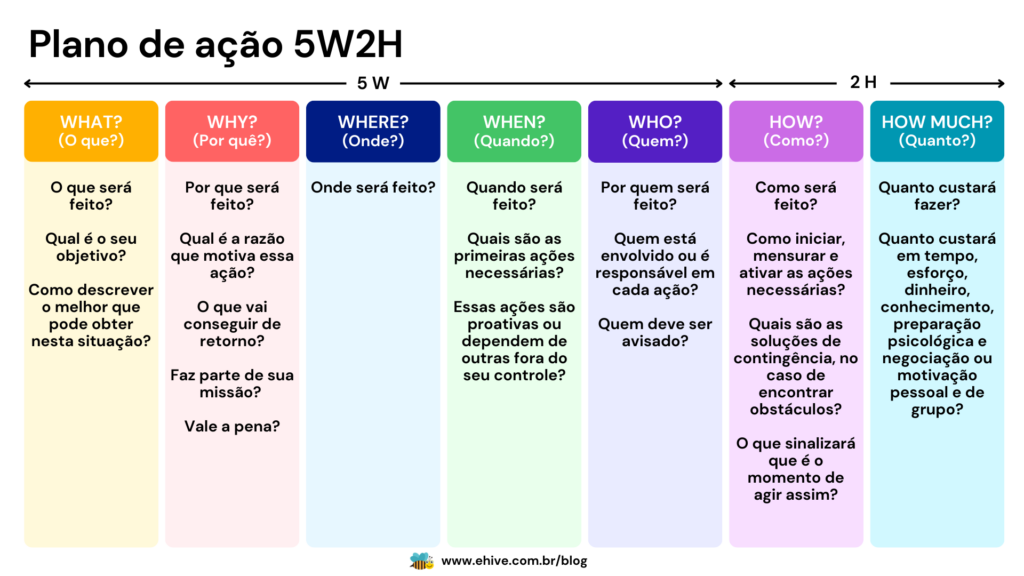 Plano de ação 5W2H
5 W
2 H
WHAT?
(O que?)
O que será
feito?
Qual é o seu
objetivo?
Como descrever
o melhor que
pode obter
nesta situação?
WHY?
(Por quê?)
Por que será
feito?
Qual é a razão
que motiva essa
ação?
O que vai
conseguir de
retorno?
Faz parte de sua
missão?
Vale a pena?
WHERE?
(Onde?)
Onde será feito?
WHEN?
(Quando?)
Quando será
feito?
Quais são as
primeiras ações
necessárias?
Essas ações são
proativas ou
dependem de
outras fora do
seu controle?
WHO?
(Quem?)
Por quem será
feito?
Quem está
envolvido ou é
responsável em
cada ação?
Quem deve ser
avisado?
HOW?
(Como?)
Como será
feito?
Como iniciar,
mensurar e
ativar as ações
necessárias?
Quais são as
soluções de
contingência, no
caso de
encontrar
obstáculos?
O que sinalizará
que é o
momento de
agir assim?
HOW MUCH?
(Quanto?)
Quanto custará
fazer?
Quanto custará
em tempo,
esforço,
dinheiro,
conhecimento,
preparação
psicológica e
negociação ou
motivação
pessoal e de
grupo?
www.ehive.com.br/blog